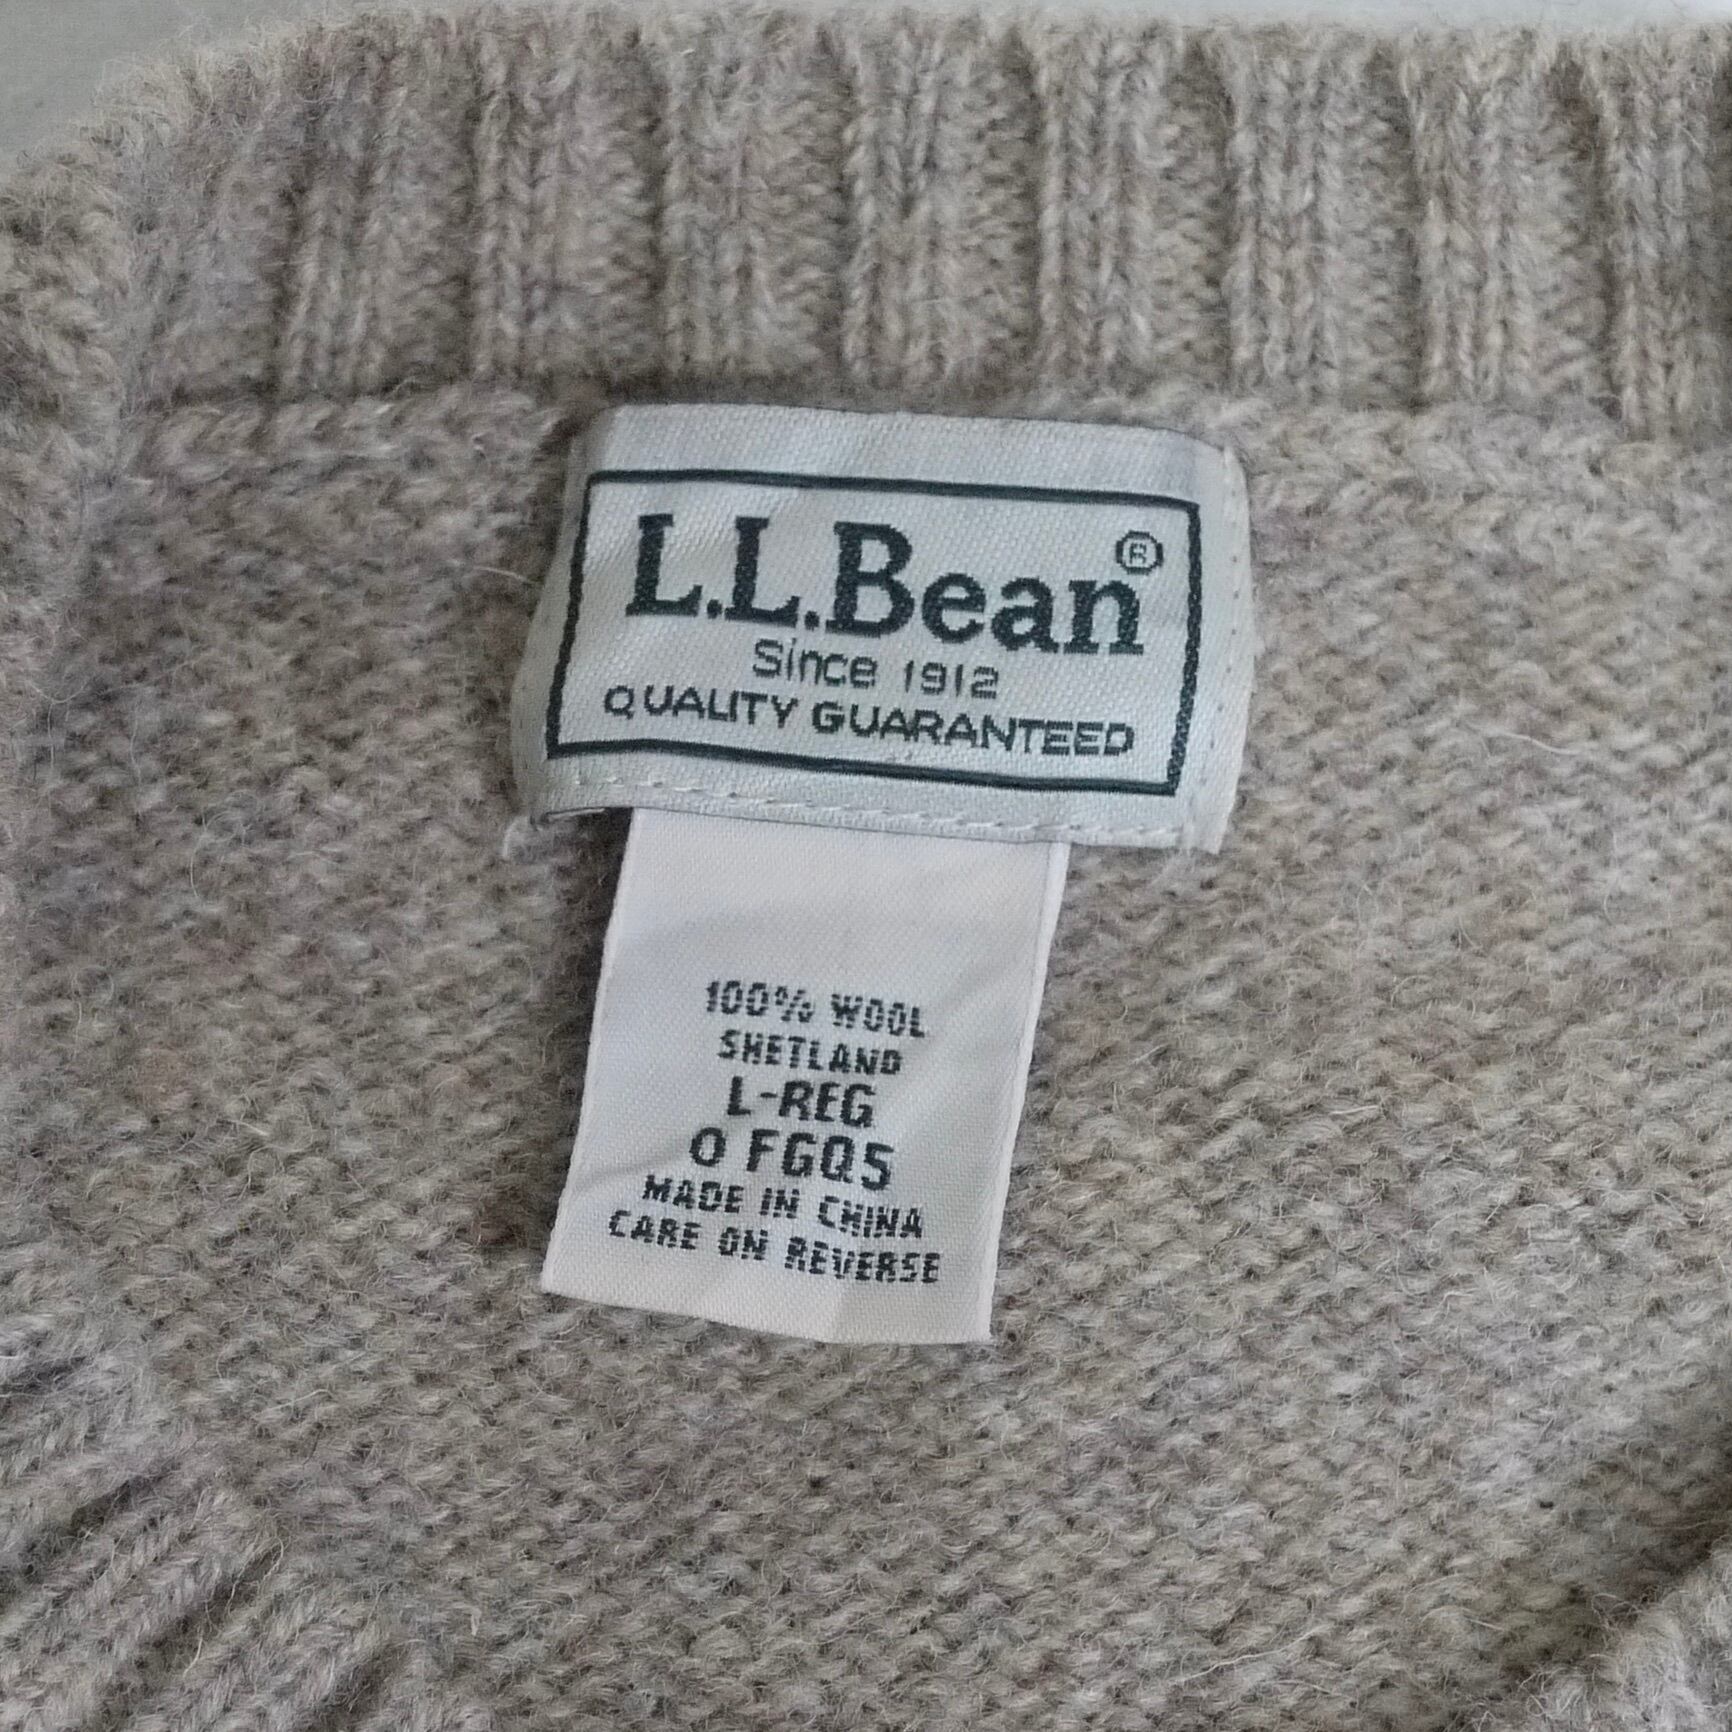 L.L.Bean®
Since 1912
QUALITY GUARANTEED
100% WOOL
SHETLAND
L-REG
0 FGQ5
MADE IN CHINA
CARE ON REVERSE